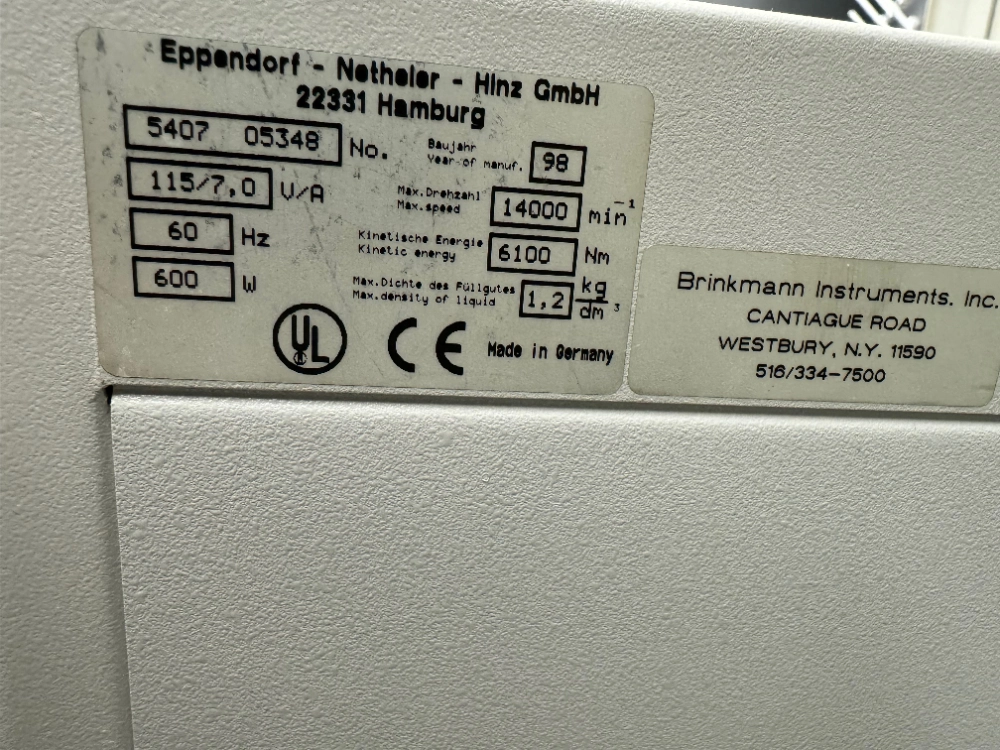 Eppendorf - Netheler - Hinz GmbH
22331 Hamburg
5407 05348 No.
Baujahr
Year of manuf. 98
115/7,0 V/A
Max.Drehzahl
Max.speed 14000 min⁻¹
60 Hz
Kinetische Energie
Kinetic energy 6100 Nm
600 W
Max.Dichte des Füllgutes
Max.density of liquid 1,2 kg/dm³
UL
CE Made in Germany
Brinkmann Instruments. Inc.
CANTIAGUE ROAD
WESTBURY, N.Y. 11590
516/334-7500